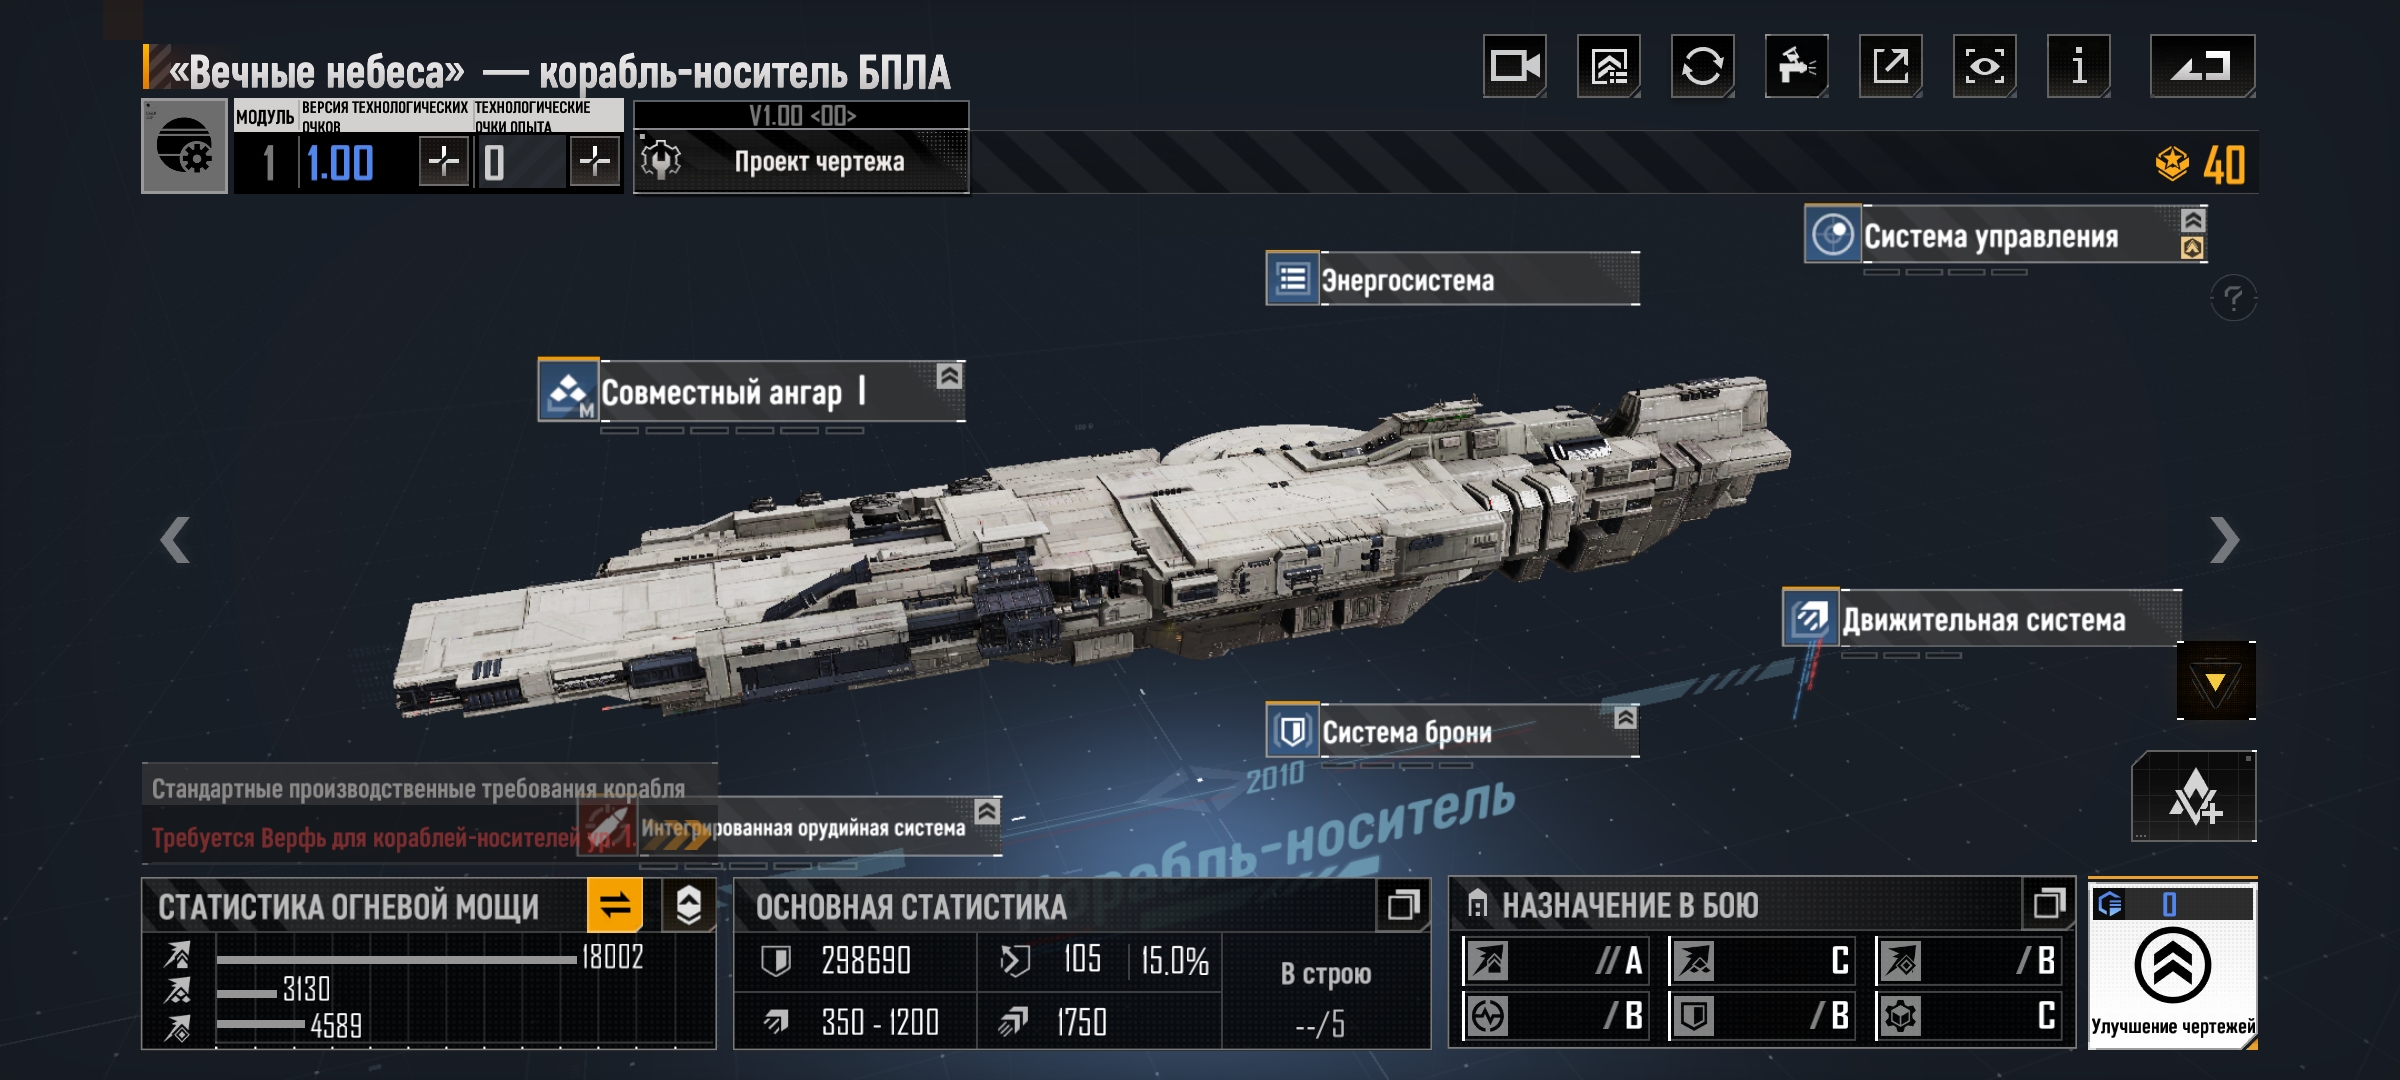 «Вечные небеса» — корабль-носитель БПЛА
МОДУЛЬ
ВЕРСИЯ ТЕХНОЛОГИЧЕСКИХ ОЧКОВ
ТЕХНОЛОГИЧЕСКИЕ ОЧКИ ОПЫТА
1
1.00
0
V1.00 <00>
Проект чертежа
40
Система управления
Энергосистема
Совместный ангар I
M
Движительная система
Система брони
2010
Корабль-носитель
Стандартные производственные требования корабля
Требуется Верфь для кораблей-носителей ур. 1.
Интегрированная орудийная система
СТАТИСТИКА ОГНЕВОЙ МОЩИ
18002
3130
4589
ОСНОВНАЯ СТАТИСТИКА
298690
105
15.0%
350 - 1200
1750
В строю
--/5
НАЗНАЧЕНИЕ В БОЮ
// A
C
/ B
/ B
/ B
C
0
Улучшение чертежей